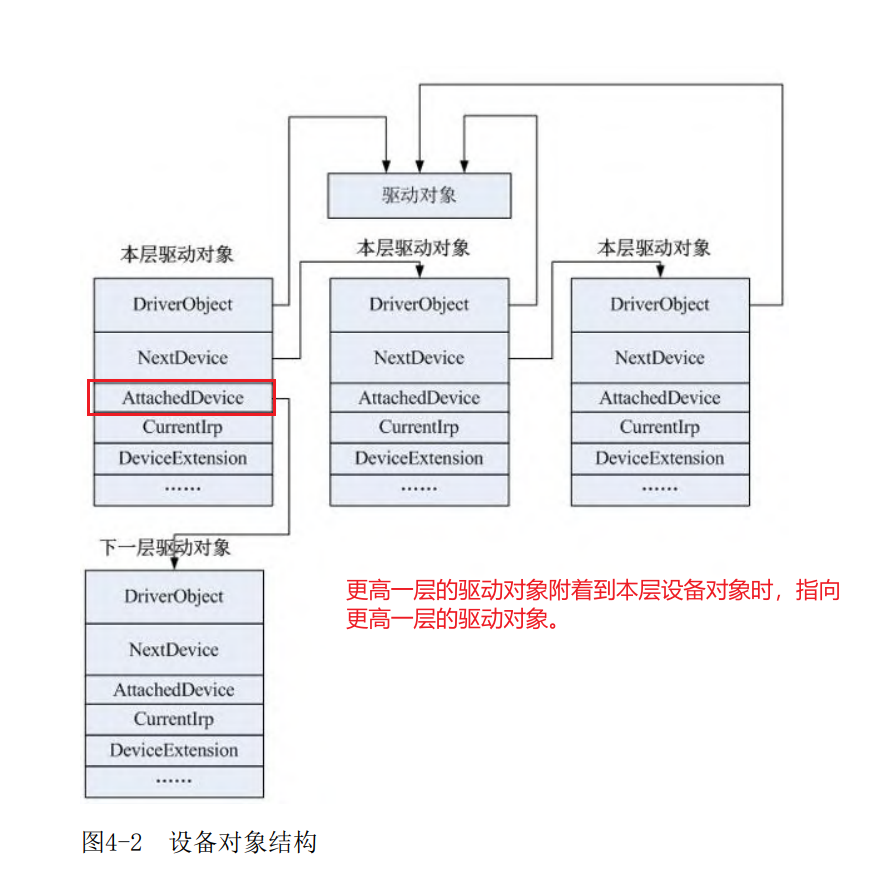 驱动对象
本层驱动对象
本层驱动对象
本层驱动对象
DriverObject
DriverObject
DriverObject
NextDevice
NextDevice
NextDevice
AttachedDevice
AttachedDevice
AttachedDevice
CurrentIrp
CurrentIrp
CurrentIrp
DeviceExtension
DeviceExtension
DeviceExtension
……
……
……
下一层驱动对象
DriverObject
NextDevice
AttachedDevice
CurrentIrp
DeviceExtension
……
更高一层的驱动对象附着到本层设备对象时，指向
更高一层的驱动对象。
图4-2 设备对象结构